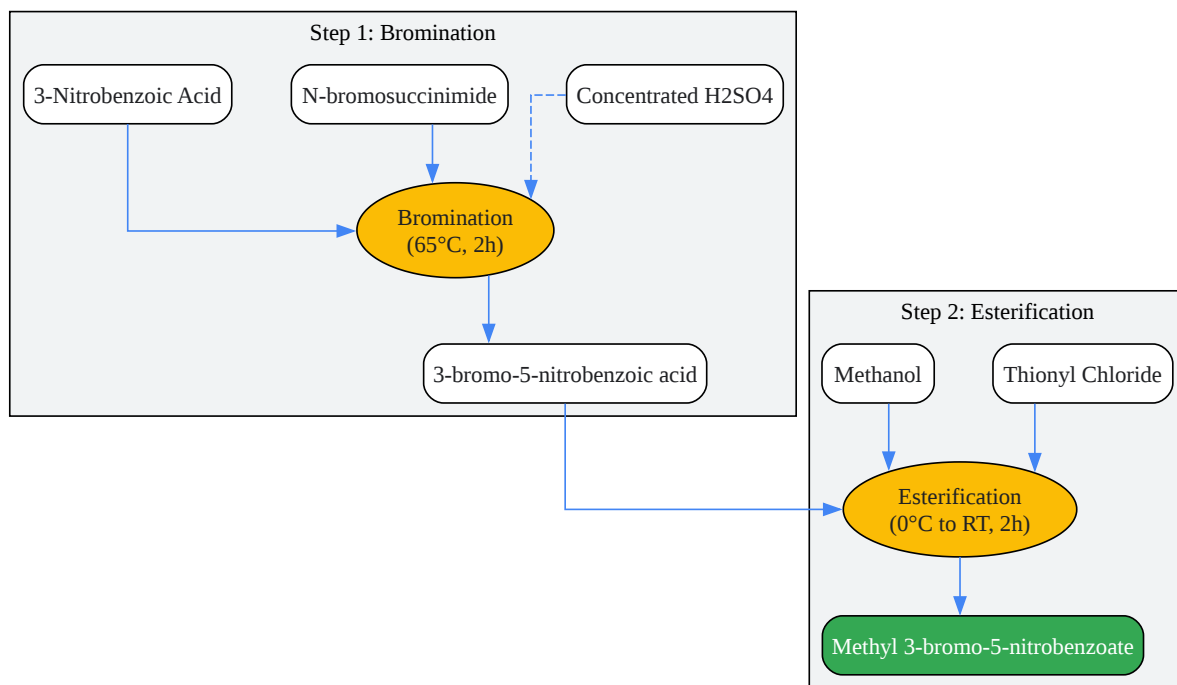 Step 1: Bromination
3-Nitrobenzoic Acid
N-bromosuccinimide
Concentrated H2SO4
Bromination
(65°C, 2h)
3-bromo-5-nitrobenzoic acid
Step 2: Esterification
Methanol
Thionyl Chloride
Esterification
(0°C to RT, 2h)
Methyl 3-bromo-5-nitrobenzoate